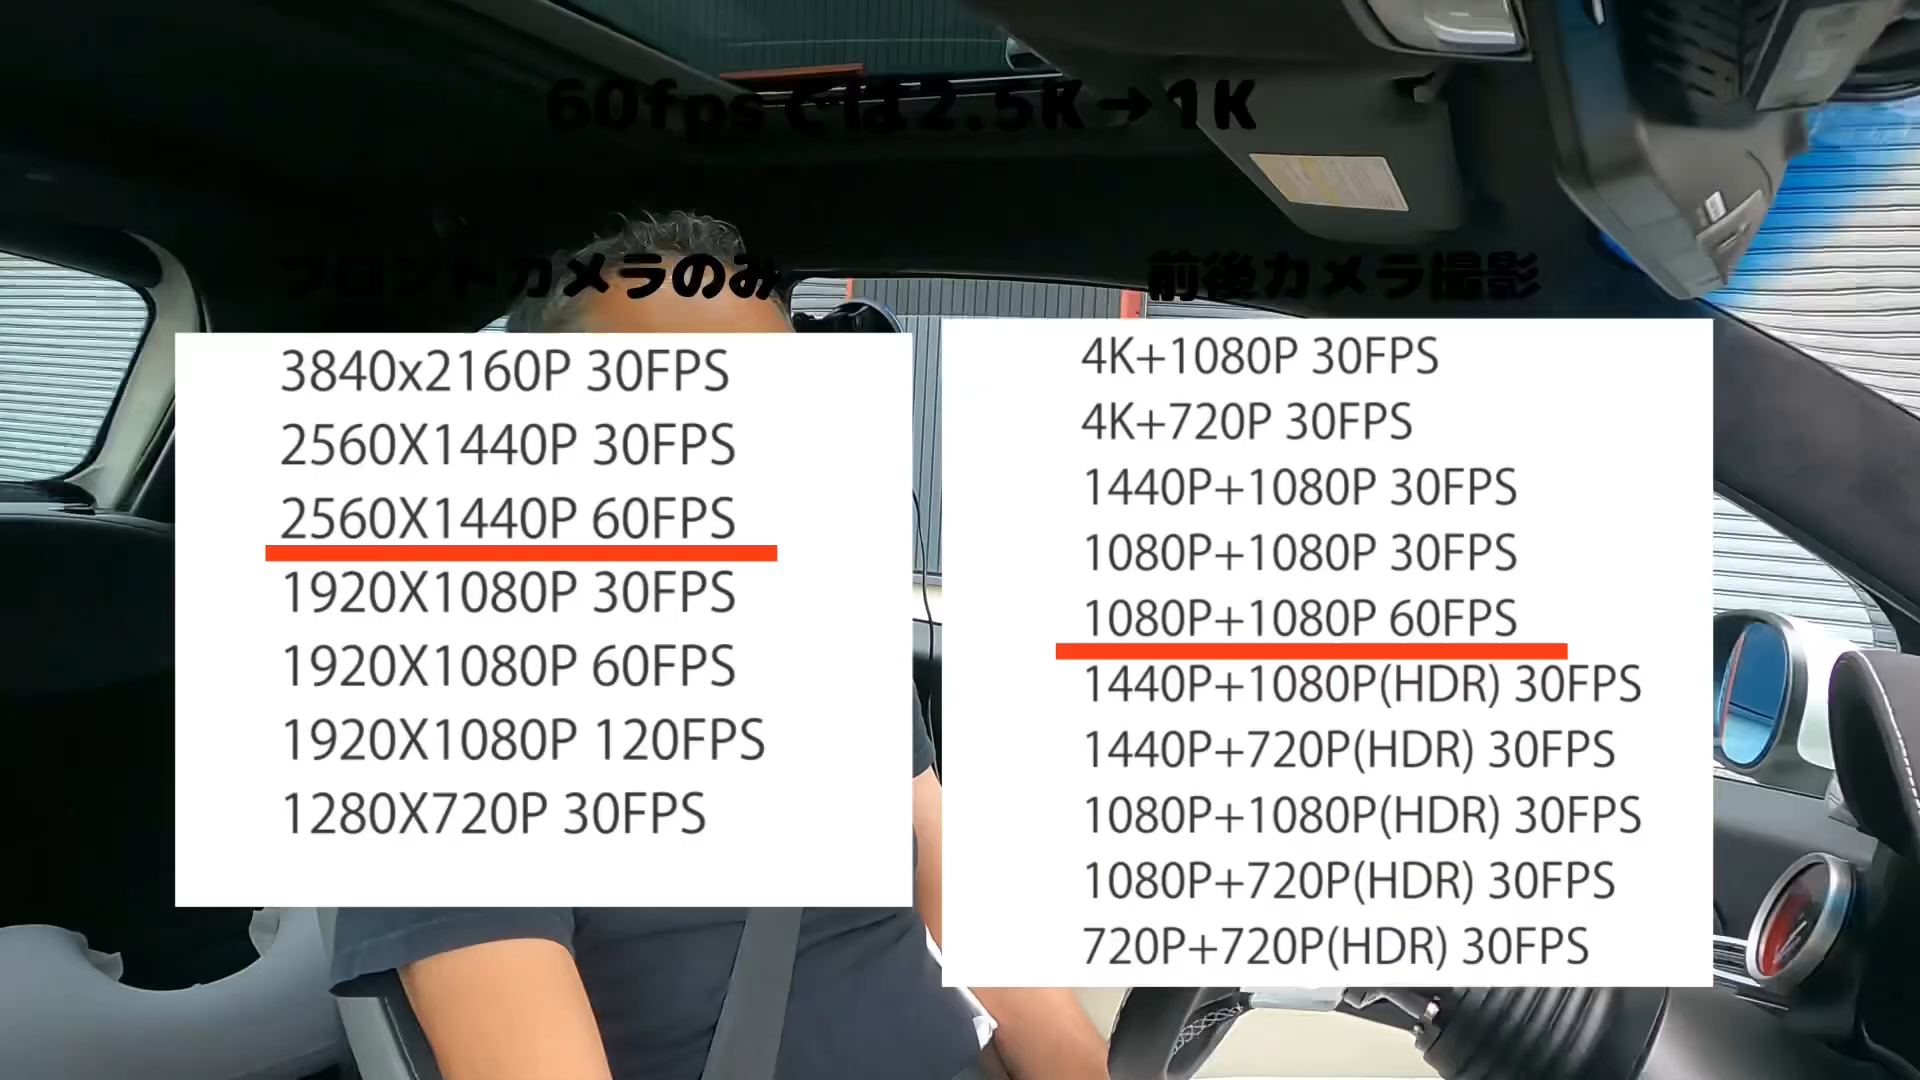 60fpsでは2.5K→1K
フロントカメラのみ
3840x2160P 30FPS
2560X1440P 30FPS
2560X1440P 60FPS
1920X1080P 30FPS
1920X1080P 60FPS
1920X1080P 120FPS
1280X720P 30FPS
前後カメラ撮影
4K+1080P 30FPS
4K+720P 30FPS
1440P+1080P 30FPS
1080P+1080P 30FPS
1080P+1080P 60FPS
1440P+1080P(HDR) 30FPS
1440P+720P(HDR) 30FPS
1080P+1080P(HDR) 30FPS
1080P+720P(HDR) 30FPS
720P+720P(HDR) 30FPS